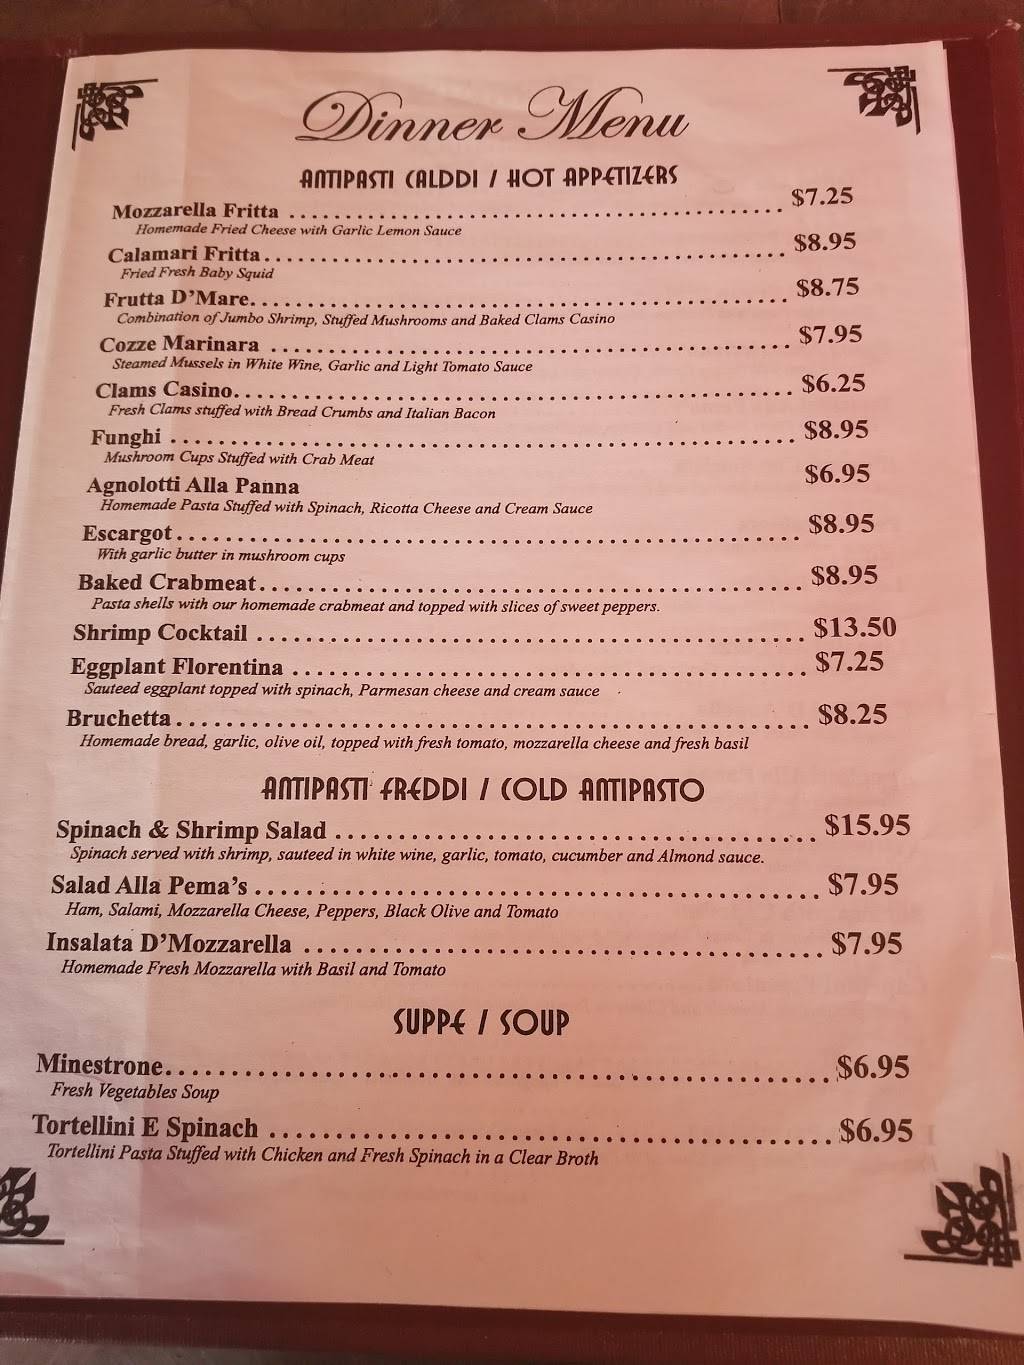 Dinner Menu
ANTIPASTI CALDDI / HOT APPETIZERS
Mozzarella Fritta ........ $7.25
Homemade Fried Cheese with Garlic Lemon Sauce
Calamari Fritta ........ $8.95
Fried Fresh Baby Squid
Frutta D'Mare ........ $8.75
Combination of Jumbo Shrimp, Stuffed Mushrooms and Baked Clams Casino
Cozze Marinara ........ $7.95
Steamed Mussels in White Wine, Garlic and Light Tomato Sauce
Clams Casino ........ $6.25
Fresh Clams stuffed with Bread Crumbs and Italian Bacon
Funghi ........ $8.95
Mushroom Cups Stuffed with Crab Meat
Agnolotti Alla Panna $6.95
Homemade Pasta Stuffed with Spinach, Ricotta Cheese and Cream Sauce
Escargot ........ $8.95
With garlic butter in mushroom cups
Baked Crabmeat ........ $8.95
Pasta shells with our homemade crabmeat and topped with slices of sweet peppers.
Shrimp Cocktail ........ $13.50
Eggplant Florentina ........ $7.25
Sauteed eggplant topped with spinach, Parmesan cheese and cream sauce
Bruchetta ........ $8.25
Homemade bread, garlic, olive oil, topped with fresh tomato, mozzarella cheese and fresh basil
ANTIPASTI FREDDI / COLD ANTIPASTO
Spinach & Shrimp Salad ........ $15.95
Spinach served with shrimp, sauteed in white wine, garlic, tomato, cucumber and Almond sauce.
Salad Alla Pema's ........ $7.95
Ham, Salami, Mozzarella Cheese, Peppers, Black Olive and Tomato
Insalata D'Mozzarella ........ $7.95
Homemade Fresh Mozzarella with Basil and Tomato
SUPPE / SOUP
Minestrone ........ $6.95
Fresh Vegetables Soup
Tortellini E Spinach ........ $6.95
Tortellini Pasta Stuffed with Chicken and Fresh Spinach in a Clear Broth